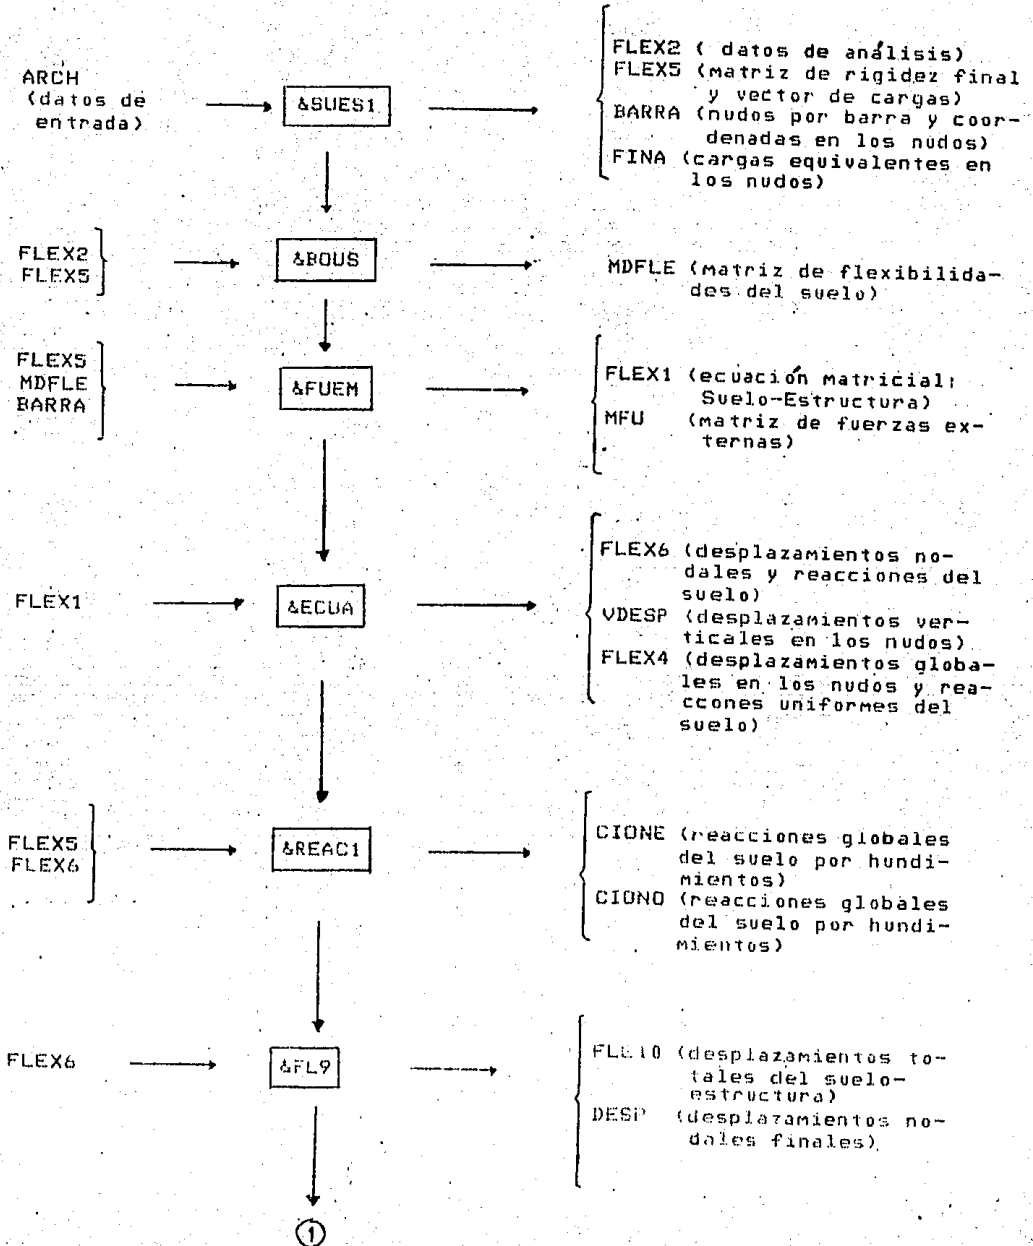 ARCH
(datos de
entrada)
&SUES1
FLEX2 ( datos de análisis)
FLEX5 (matriz de rigidez final
y vector de cargas)
BARRA (nudos por barra y coor-
denadas en los nudos)
FINA (cargas equivalentes en
los nudos)
FLEX2
FLEX5
&BOUS
MDFLE (matriz de flexibilida-
des del suelo)
FLEX5
MDFLE
BARRA
&FUEM
FLEX1 (ecuación matricial:
Suelo-Estructura)
MFU (matriz de fuerzas ex-
ternas)
FLEX1
&ECUA
FLEX6 (desplazamientos no-
dales y reacciones del
suelo)
VDESP (desplazamientos ver-
ticales en los nudos)
FLEX4 (desplazamientos globa-
les en los nudos y rea-
ccones uniformes del
suelo)
FLEX5
FLEX6
&REAC1
CIONE (reacciones globales
del suelo por hundi-
mientos)
CIONO (reacciones globales
del suelo por hundi-
mientos)
FLEX6
&FL9
FLE10 (desplazamientos to-
tales del suelo-
estructura)
DESP (desplazamientos no-
dales finales)
1